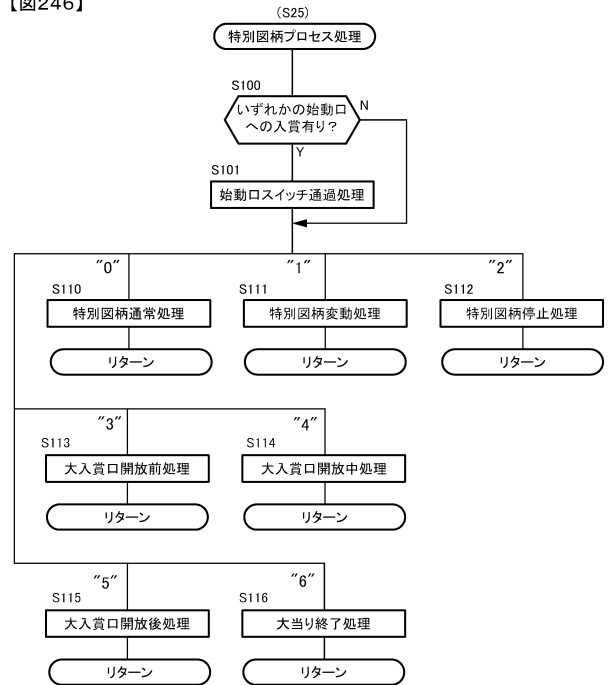 【図246】
(S25)
特別図柄プロセス処理
S100
いずれかの始動口
への入賞有り？
N
Y
S101
始動口スイッチ通過処理
"0"
"1"
"2"
S110
S111
S112
特別図柄通常処理
特別図柄変動処理
特別図柄停止処理
リターン
リターン
リターン
"3"
"4"
S113
S114
大入賞口開放前処理
大入賞口開放中処理
リターン
リターン
"5"
"6"
S115
S116
大入賞口開放後処理
大当り終了処理
リターン
リターン